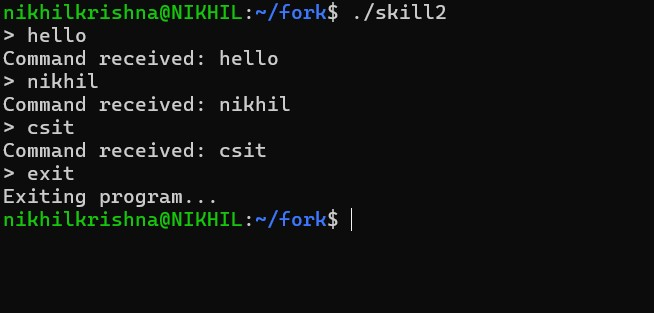 nikhilkrishna@NIKHIL:~/fork$ ./skill2
> hello
Command received: hello
> nikhil
Command received: nikhil
> csit
Command received: csit
> exit
Exiting program...
nikhilkrishna@NIKHIL:~/fork$